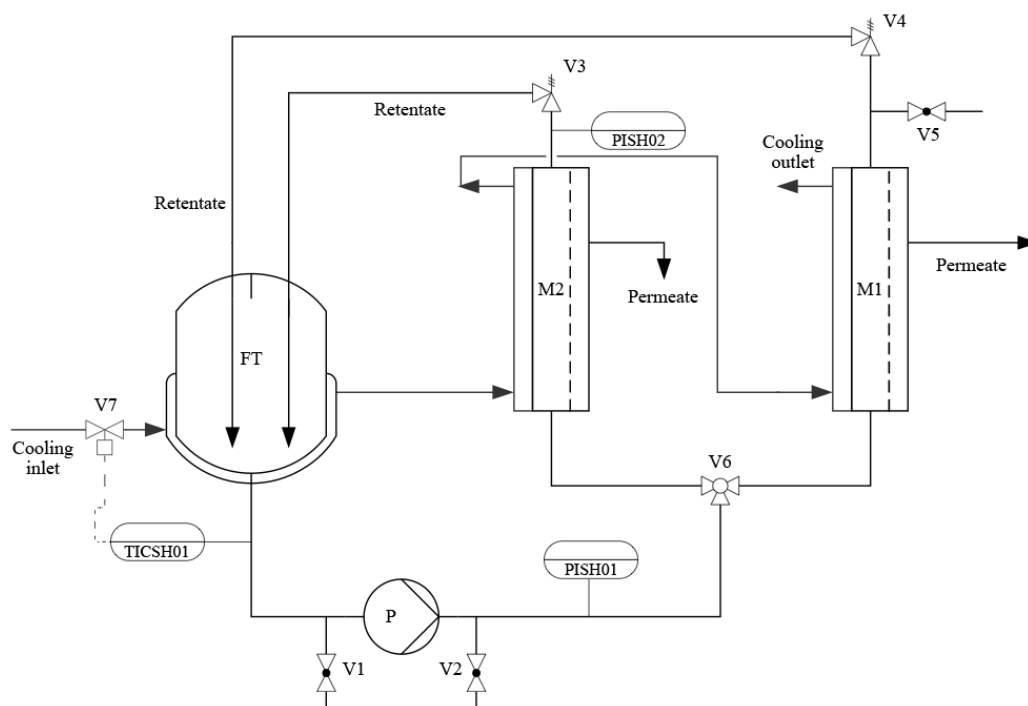 V4
V3
Retentate
PISH02
V5
Cooling
outlet
Retentate
Permeate
M2
Permeate
M1
FT
V7
Cooling
inlet
V6
TICSH01
PISH01
P
V1
V2